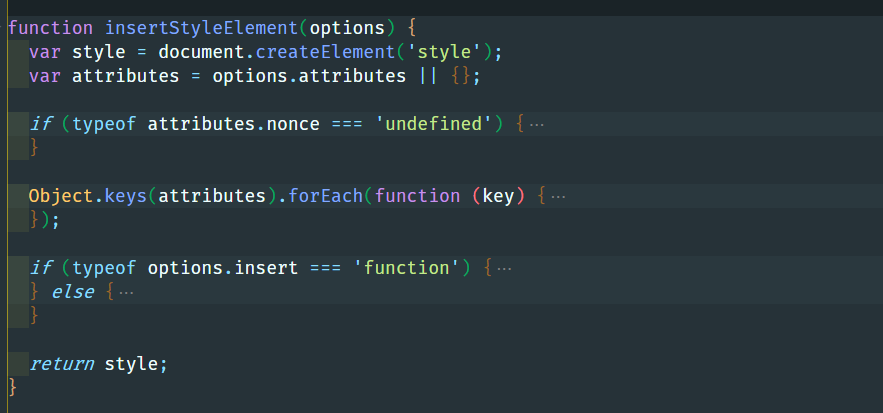 function insertStyleElement(options) {
  var style = document.createElement('style');
  var attributes = options.attributes || {};

  if (typeof attributes.nonce === 'undefined') {···
  }

  Object.keys(attributes).forEach(function (key) {···
  });

  if (typeof options.insert === 'function') {···
  } else {···
  }

  return style;
}